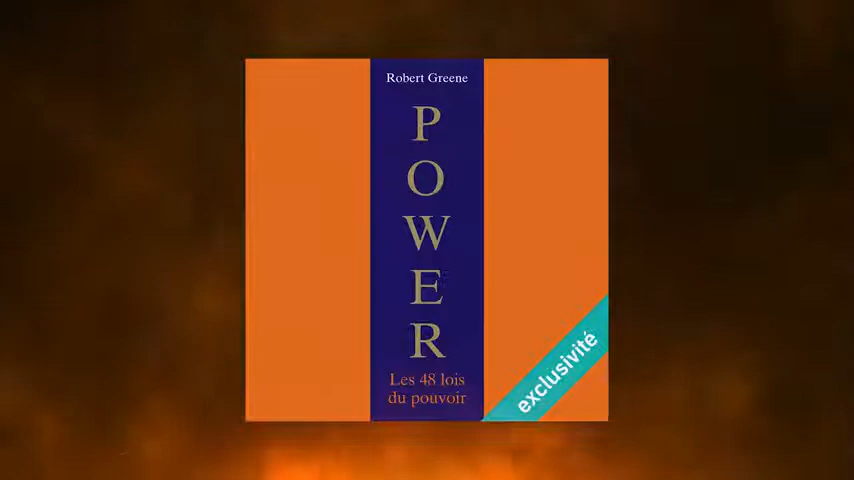 Robert Greene
P
O
W
E
R
Les 48 lois
du pouvoir
exclusivité